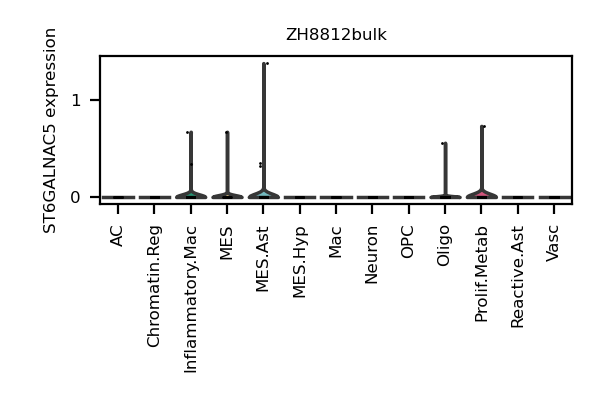 ZH8812bulk
ST6GALNAC5 expression
1
0
AC
Chromatin.Reg
Inflammatory.Mac
MES
MES.Ast
MES.Hyp
Mac
Neuron
OPC
Oligo
Prolif.Metab
Reactive.Ast
Vasc